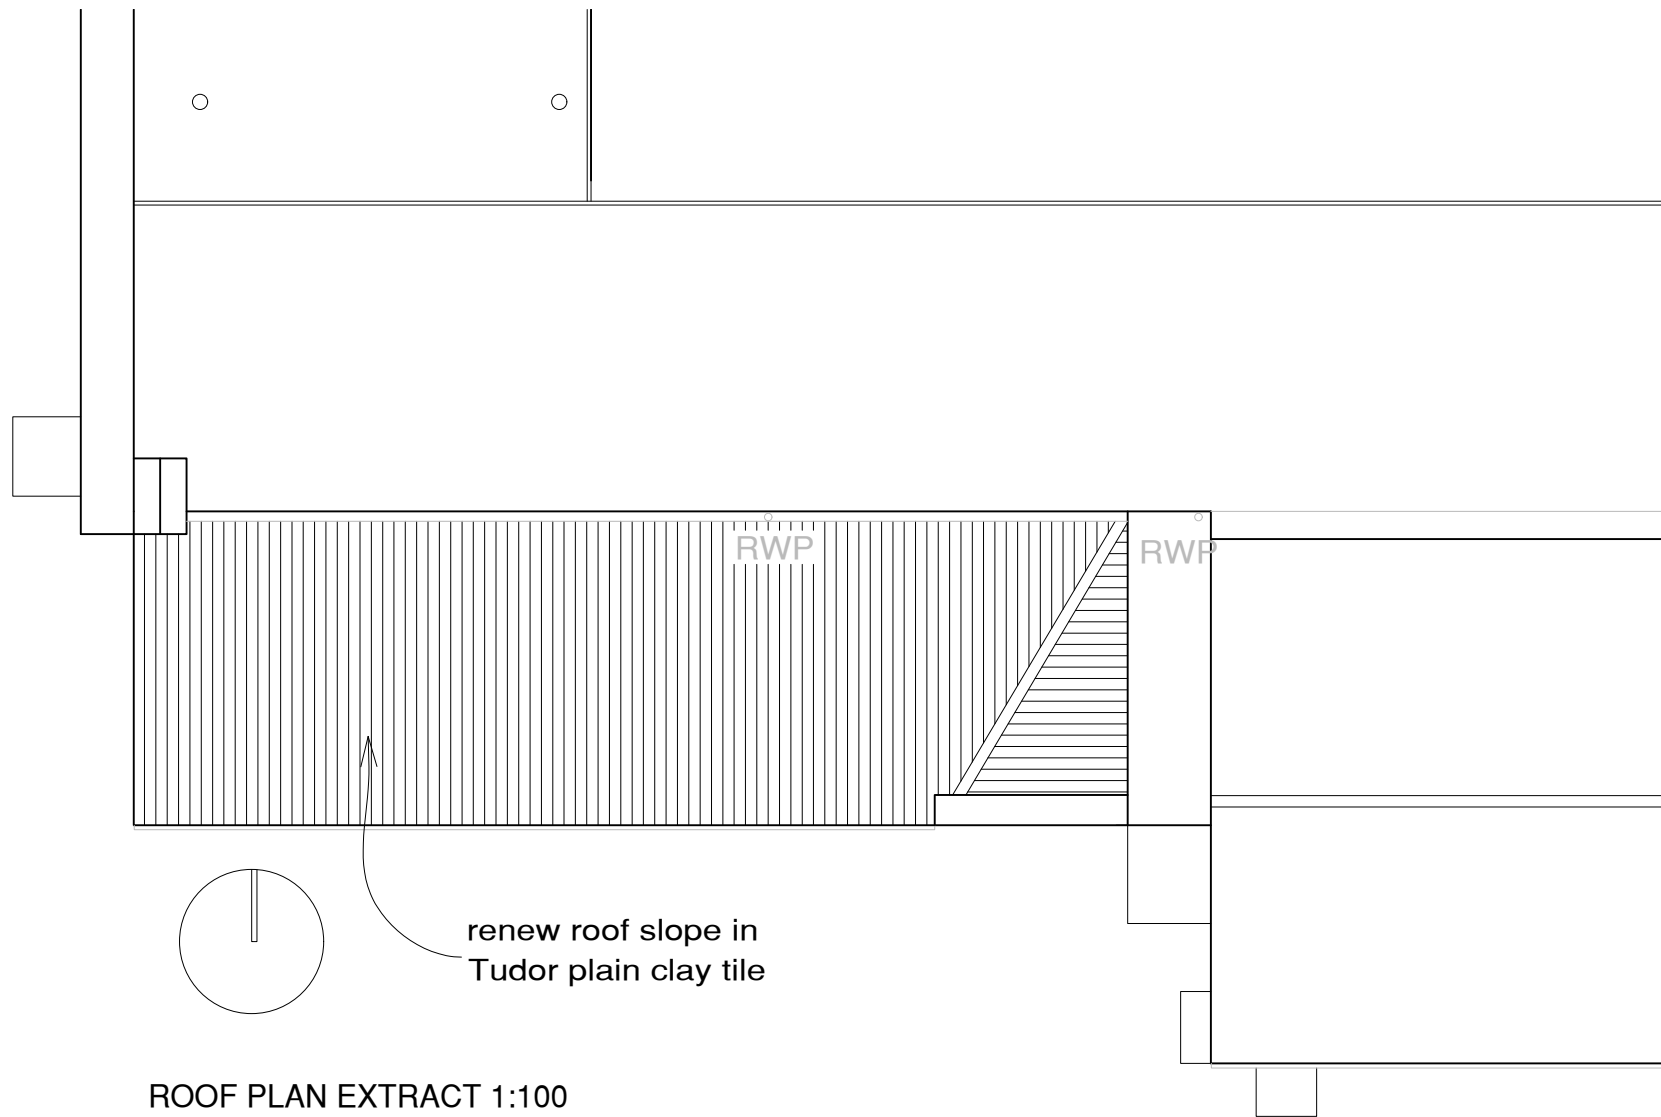 RWP
RWP
renew roof slope in
Tudor plain clay tile
ROOF PLAN EXTRACT 1:100